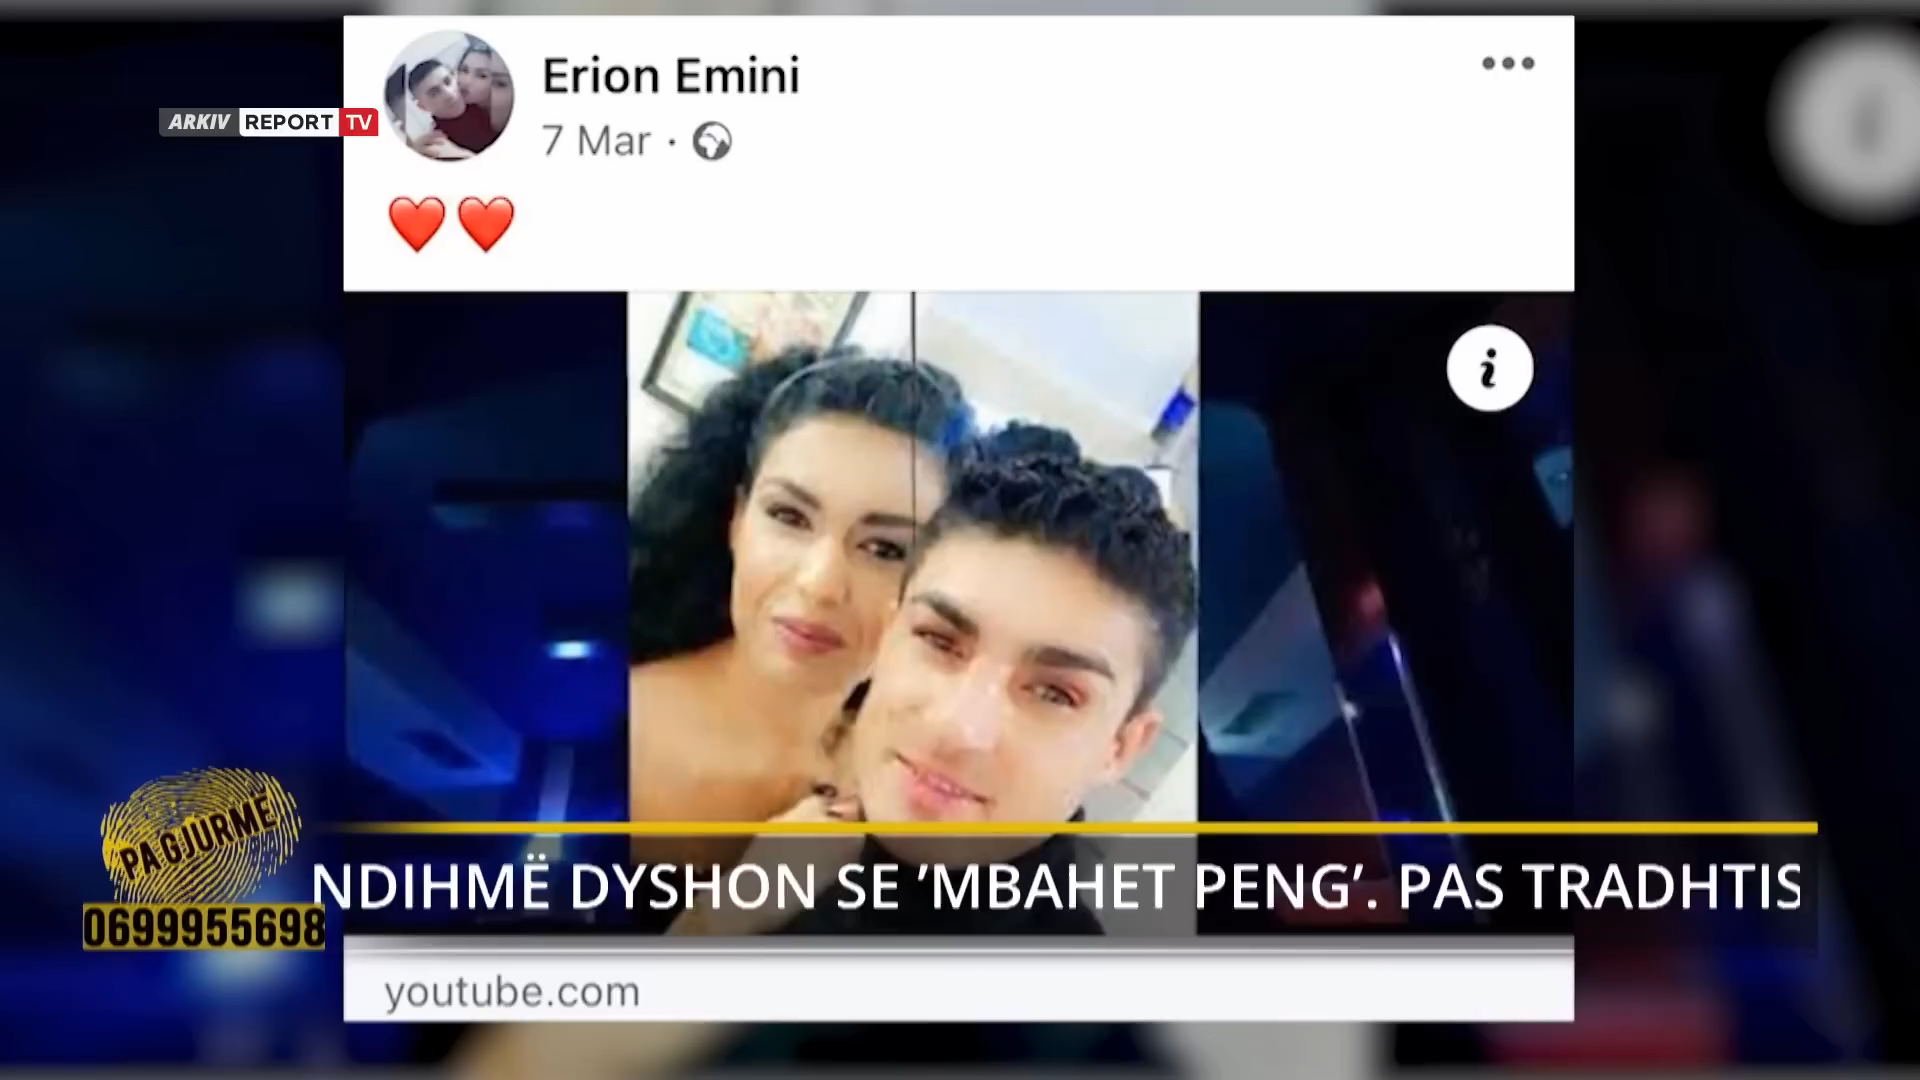 Erion Emini
7 Mar ·
ARKIV REPORT TV
❤️❤️
PA GJURMË
0699955698
NDIHMË DYSHON SE ’MBAHET PENG’. PAS TRADHTIS
youtube.com